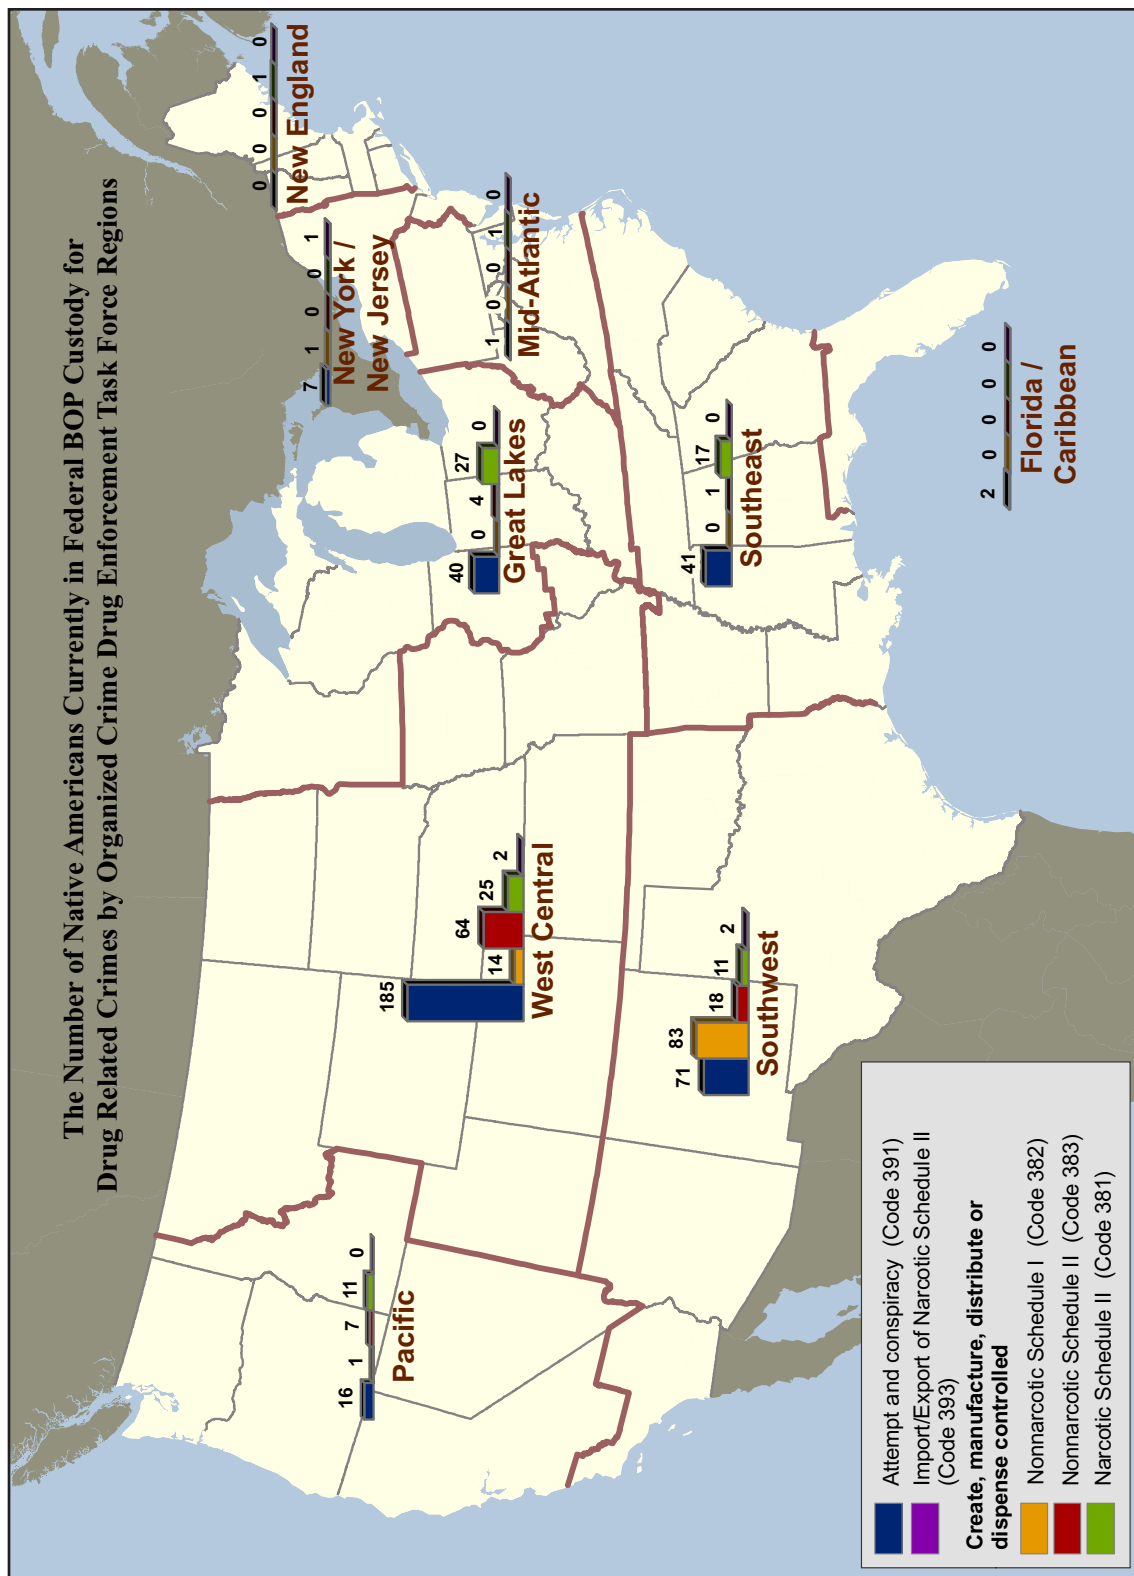 The Number of Native Americans Currently in Federal BOP Custody for
Drug Related Crimes by Organized Crime Drug Enforcement Task Force Regions
16 1 7 11 0
Pacific
185 14 64 25 2
West Central
71 83 18 11 2
Southwest
40 0 4 27 0
Great Lakes
41 0 1 17 0
Southeast
7 1 0 0 1
New York /
New Jersey
0 0 0 1 0
New England
1 0 0 1 0
Mid-Atlantic
2 0 0 0 0
Florida /
Caribbean
Attempt and conspiracy (Code 391)
Import/Export of Narcotic Schedule II
(Code 393)
Create, manufacture, distribute or
dispense controlled
Nonnarcotic Schedule I (Code 382)
Nonnarcotic Schedule II (Code 383)
Narcotic Schedule II (Code 381)